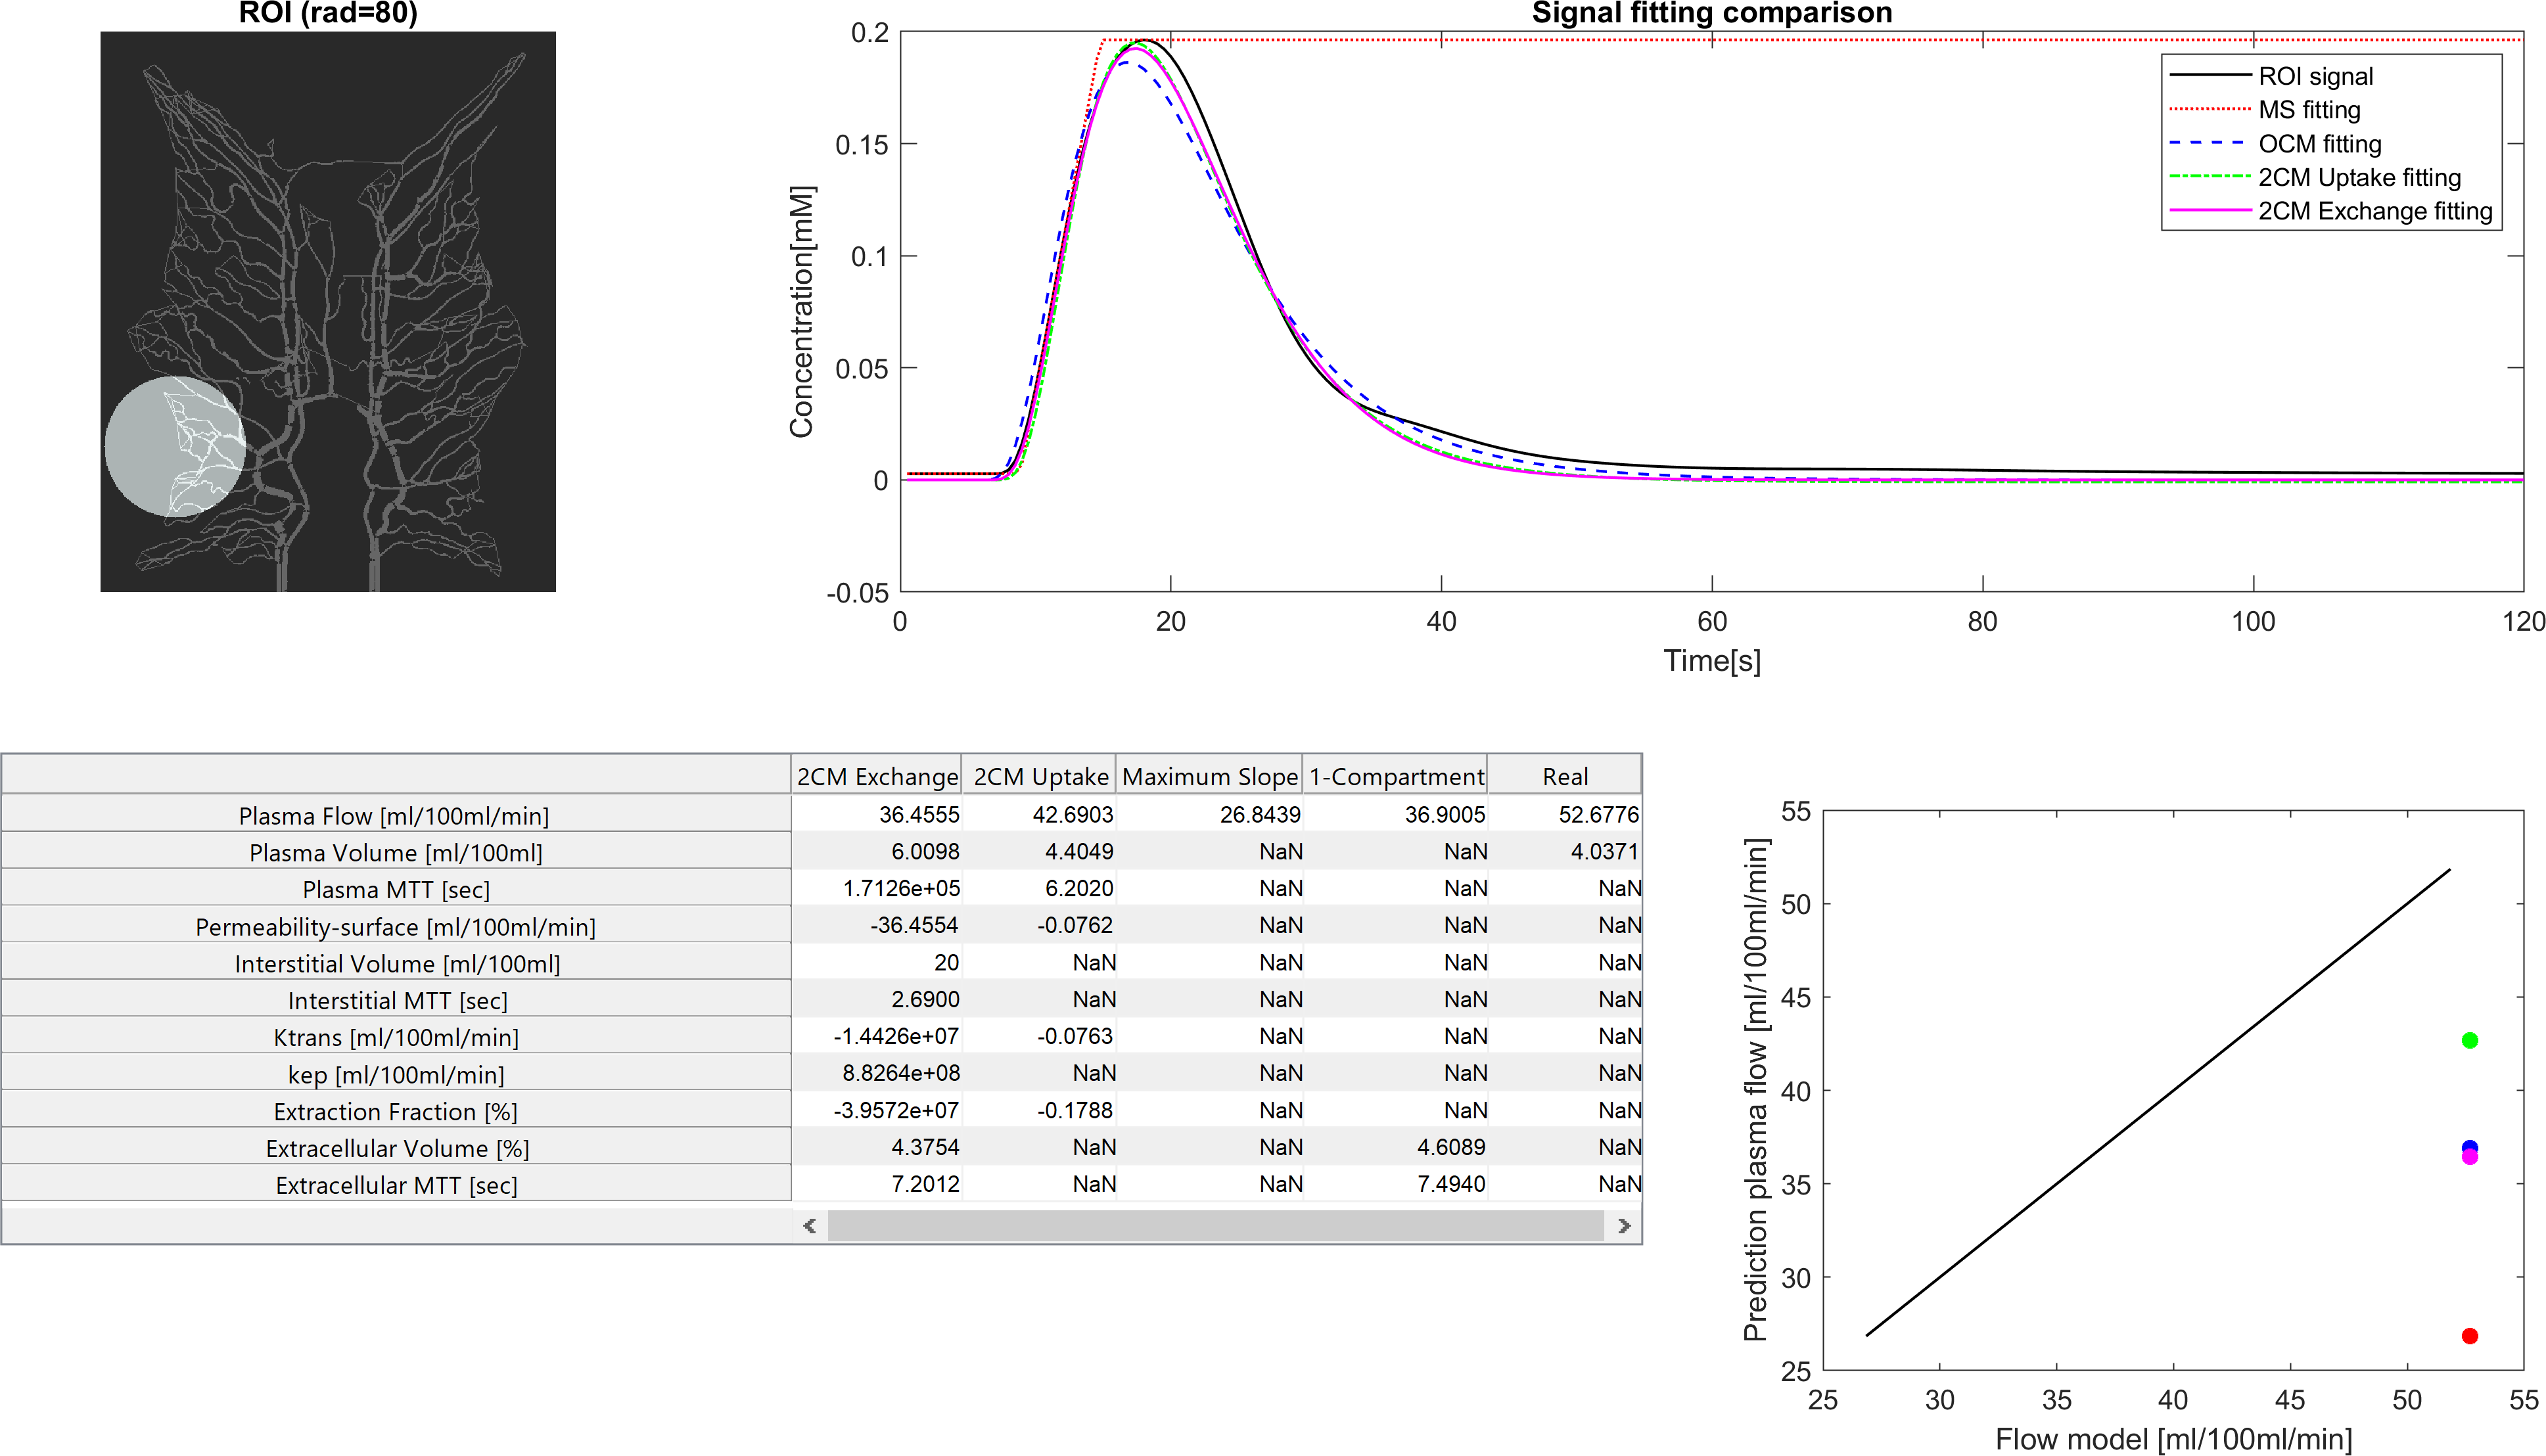 ROI (rad=80)
Signal fitting comparison
Concentration[mM]
0.2
0.15
0.1
0.05
0
-0.05
0 20 40 60 80 100 120
Time[s]
ROI signal
MS fitting
OCM fitting
2CM Uptake fitting
2CM Exchange fitting
2CM Exchange 2CM Uptake Maximum Slope 1-Compartment Real
Plasma Flow [ml/100ml/min] 36.4555 42.6903 26.8439 36.9005 52.6776
Plasma Volume [ml/100ml] 6.0098 4.4049 NaN NaN 4.0371
Plasma MTT [sec] 1.7126e+05 6.2020 NaN NaN NaN
Permeability-surface [ml/100ml/min] -36.4554 -0.0762 NaN NaN NaN
Interstitial Volume [ml/100ml] 20 NaN NaN NaN NaN
Interstitial MTT [sec] 2.6900 NaN NaN NaN NaN
Ktrans [ml/100ml/min] -1.4426e+07 -0.0763 NaN NaN NaN
kep [ml/100ml/min] 8.8264e+08 NaN NaN NaN NaN
Extraction Fraction [%] -3.9572e+07 -0.1788 NaN NaN NaN
Extracellular Volume [%] 4.3754 NaN NaN 4.6089 NaN
Extracellular MTT [sec] 7.2012 NaN NaN 7.4940 NaN
Prediction plasma flow [ml/100ml/min]
55
50
45
40
35
30
25
25 30 35 40 45 50 55
Flow model [ml/100ml/min]